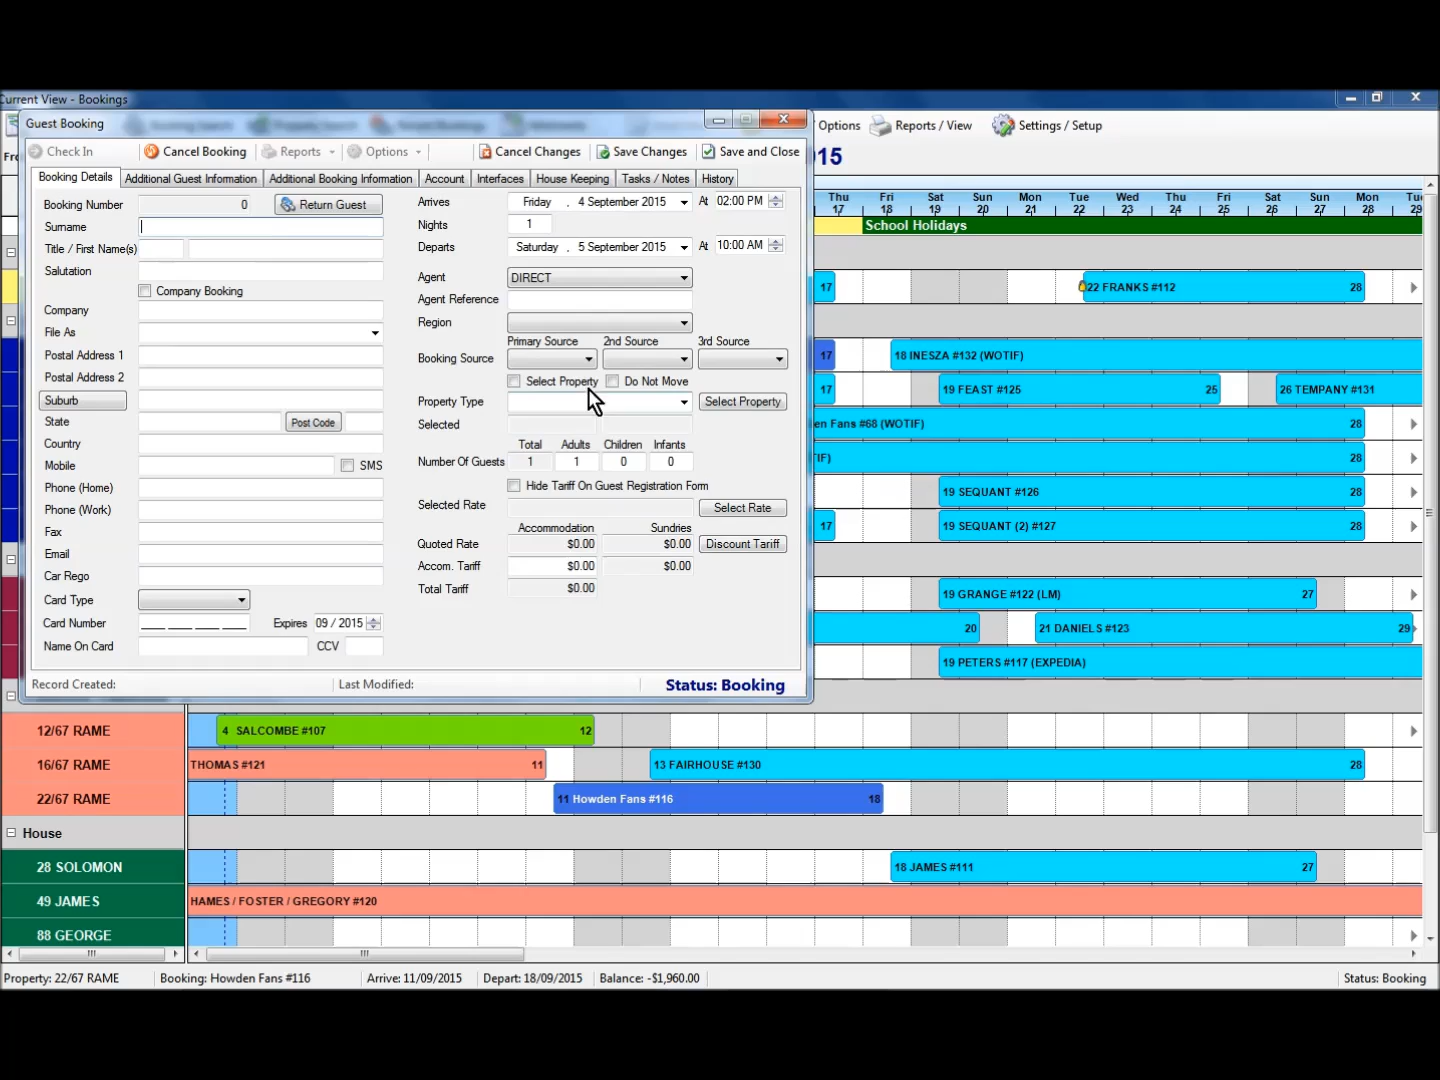 Current View - Bookings
Guest Booking
Options
Reports / View
Settings / Setup
Check In
Cancel Booking
Reports
Options
Cancel Changes
Save Changes
Save and Close
15
Booking Details
Additional Guest Information
Additional Booking Information
Account
Interfaces
House Keeping
Tasks / Notes
History
Booking Number 0
Return Guest
Surname
Title / First Name(s)
Salutation
Company Booking
Company
File As
Postal Address 1
Postal Address 2
Suburb
State
Post Code
Country
Mobile
SMS
Phone (Home)
Phone (Work)
Fax
Email
Car Rego
Card Type
Card Number ___ ___ ___ ___
Expires 09 / 2015
Name On Card
CCV
Arrives Friday , 4 September 2015 At 02:00 PM
Nights 1
Departs Saturday , 5 September 2015 At 10:00 AM
Agent DIRECT
Agent Reference
Region
Primary Source 2nd Source 3rd Source
Booking Source
Select Property Do Not Move
Property Type
Select Property
Selected
Total Adults Children Infants
Number Of Guests 1 1 0 0
Hide Tariff On Guest Registration Form
Selected Rate
Select Rate
Accommodation Sundries
Quoted Rate $0.00 $0.00
Discount Tariff
Accom. Tariff $0.00 $0.00
Total Tariff $0.00
Record Created:
Last Modified:
Status: Booking
Thu Fri Sat Sun Mon Tue Wed Thu Fri Sat Sun Mon Tue
17 18 19 20 21 22 23 24 25 26 27 28 29
School Holidays
17 22 FRANKS #112 28
17 18 INESZA #132 (WOTIF)
17 19 FEAST #125 25 26 TEMPANY #131
en Fans #68 (WOTIF) 28
TIF) 28
19 SEQUANT #126 28
17 19 SEQUANT (2) #127 28
19 GRANGE #122 (LM) 27
20 21 DANIELS #123 29
19 PETERS #117 (EXPEDIA)
12/67 RAME 4 SALCOMBE #107 12
16/67 RAME THOMAS #121 11 13 FAIRHOUSE #130 28
22/67 RAME 11 Howden Fans #116 18
House
28 SOLOMON 18 JAMES #111 27
49 JAMES HAMES / FOSTER / GREGORY #120
88 GEORGE
Property: 22/67 RAME
Booking: Howden Fans #116
Arrive: 11/09/2015
Depart: 18/09/2015
Balance: -$1,960.00
Status: Booking